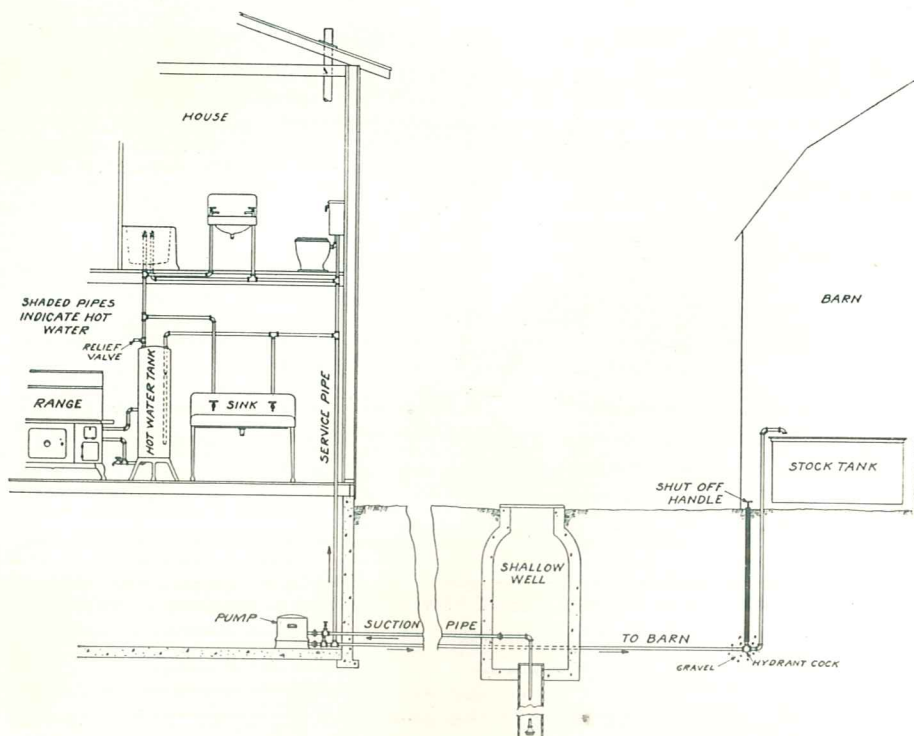 HOUSE
SHADED PIPES
INDICATE HOT
WATER
RELIEF
VALVE
RANGE
HOT WATER TANK
SINK
SERVICE PIPE
BARN
STOCK TANK
SHUT OFF
HANDLE
SHALLOW
WELL
PUMP
SUCTION PIPE
TO BARN
GRAVEL
HYDRANT COCK